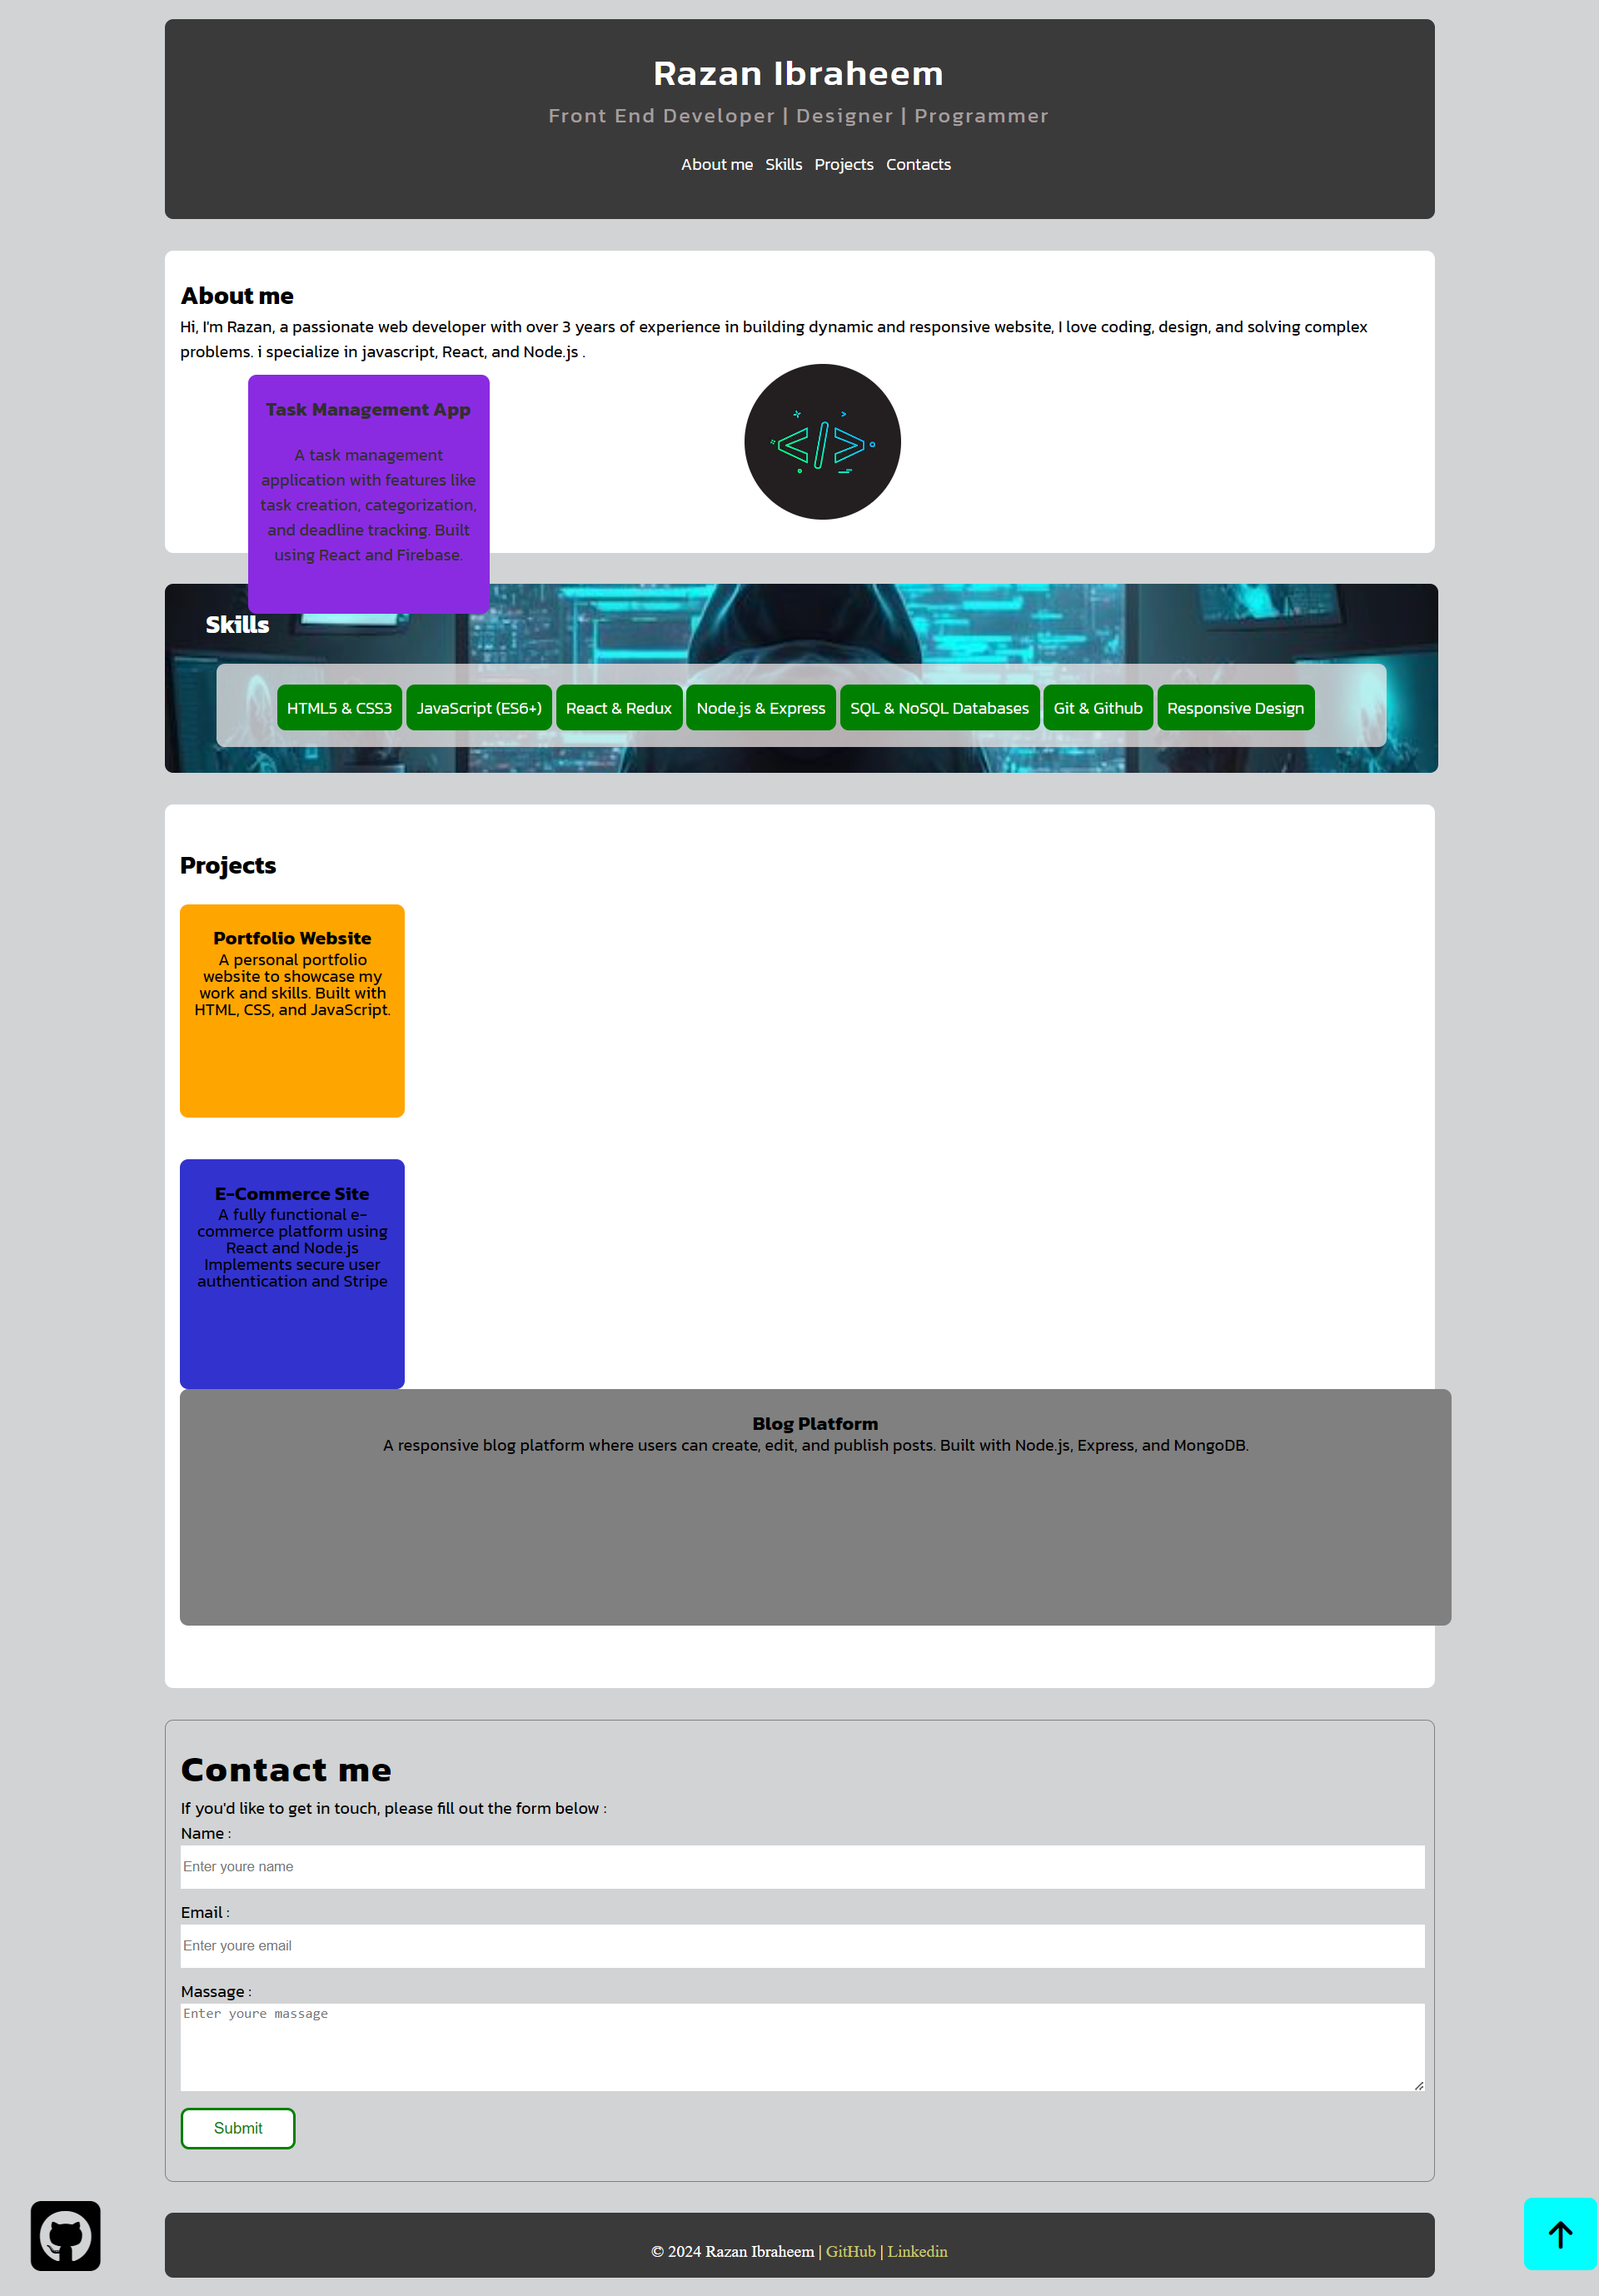 Razan Ibraheem
Front End Developer | Designer | Programmer
About me Skills Projects Contacts
About me
Hi, I'm Razan, a passionate web developer with over 3 years of experience in building dynamic and responsive website, I love coding, design, and solving complex
problems. i specialize in javascript, React, and Node.js .
Task Management App
A task management
application with features like
task creation, categorization,
and deadline tracking. Built
using React and Firebase.
</>
Skills
HTML5 & CSS3 JavaScript (ES6+) React & Redux Node.js & Express SQL & NoSQL Databases Git & Github Responsive Design
Projects
Portfolio Website
A personal portfolio
website to showcase my
work and skills. Built with
HTML, CSS, and JavaScript.
E-Commerce Site
A fully functional e-
commerce platform using
React and Node.js
Implements secure user
authentication and Stripe
Blog Platform
A responsive blog platform where users can create, edit, and publish posts. Built with Node.js, Express, and MongoDB.
Contact me
If you'd like to get in touch, please fill out the form below :
Name :
Enter youre name
Email :
Enter youre email
Massage :
Enter youre massage
Submit
© 2024 Razan Ibraheem | GitHub | Linkedin